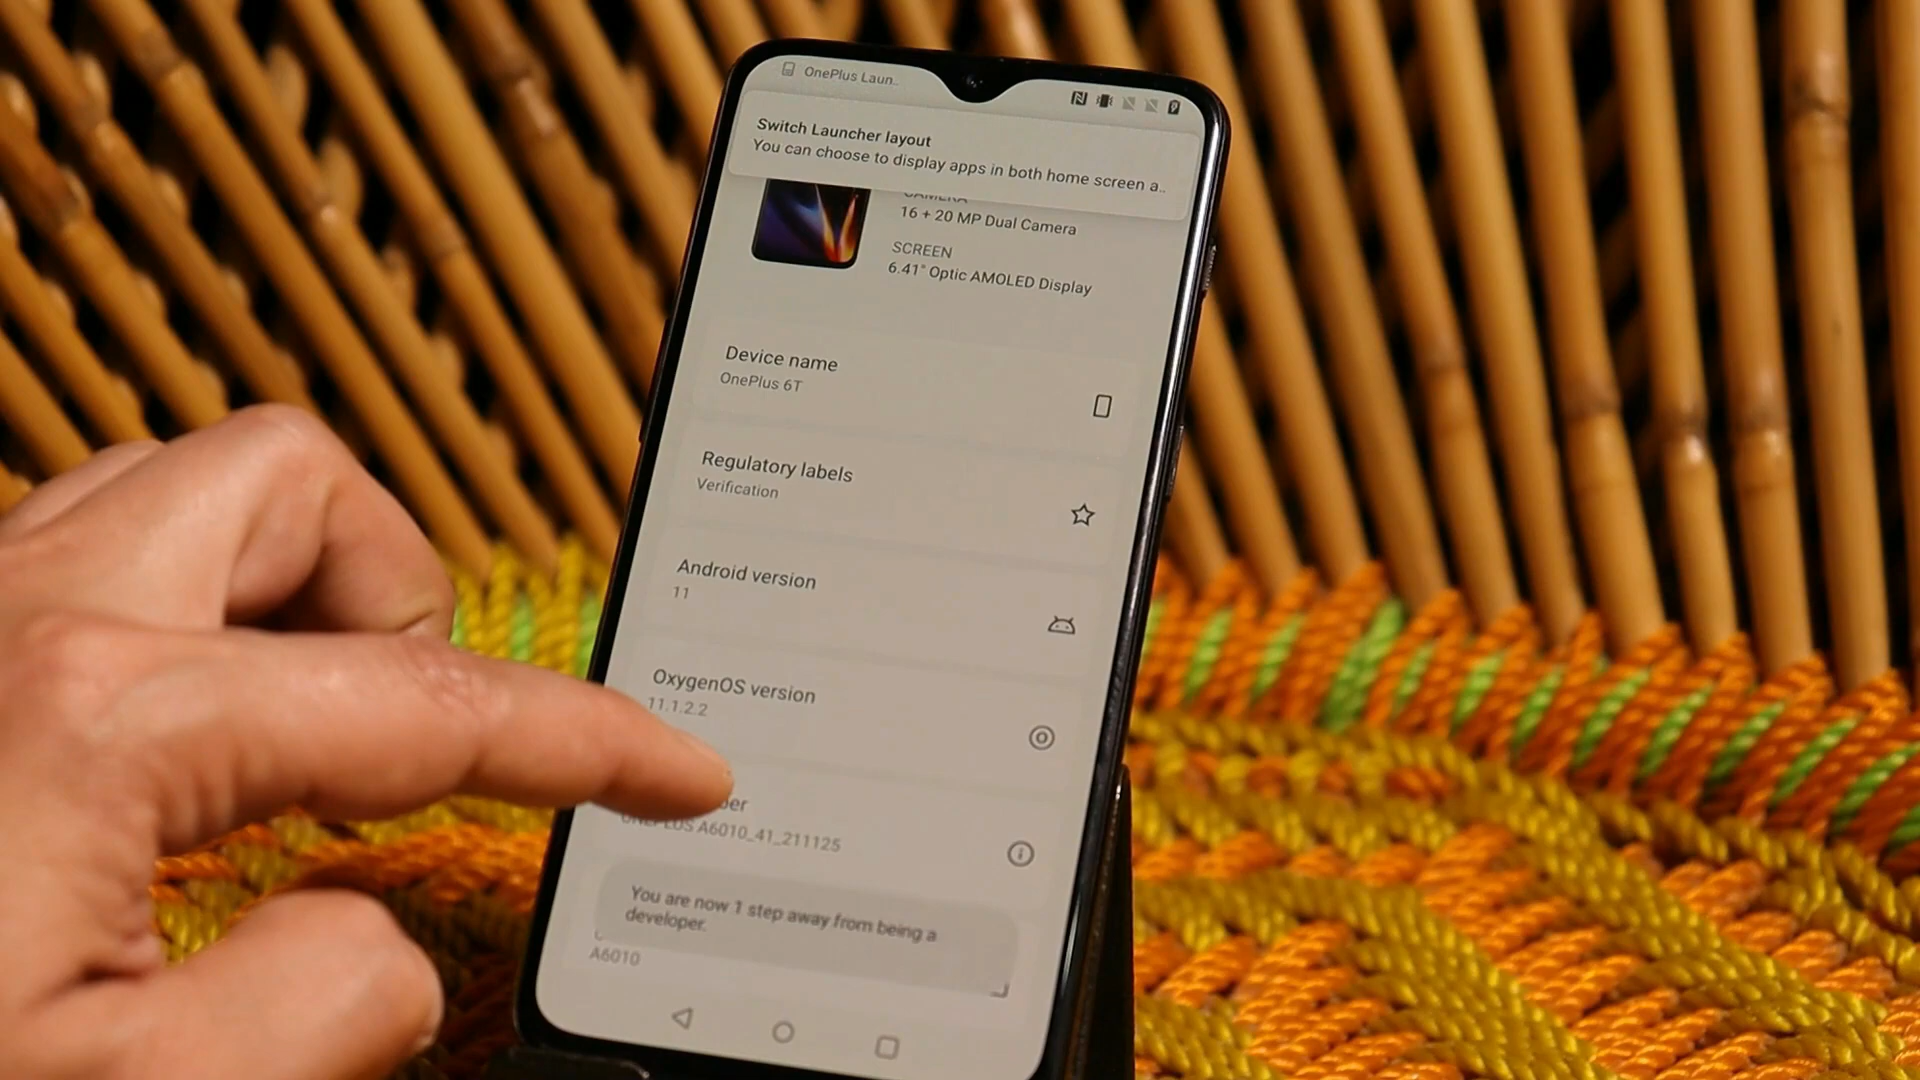 OnePlus Laun..
Switch Launcher layout
You can choose to display apps in both home screen a..
16 + 20 MP Dual Camera
SCREEN
6.41" Optic AMOLED Display
Device name
OnePlus 6T
Regulatory labels
Verification
Android version
11
OxygenOS version
11.1.2.2
A6010_41_211125
You are now 1 step away from being a
developer.
A6010